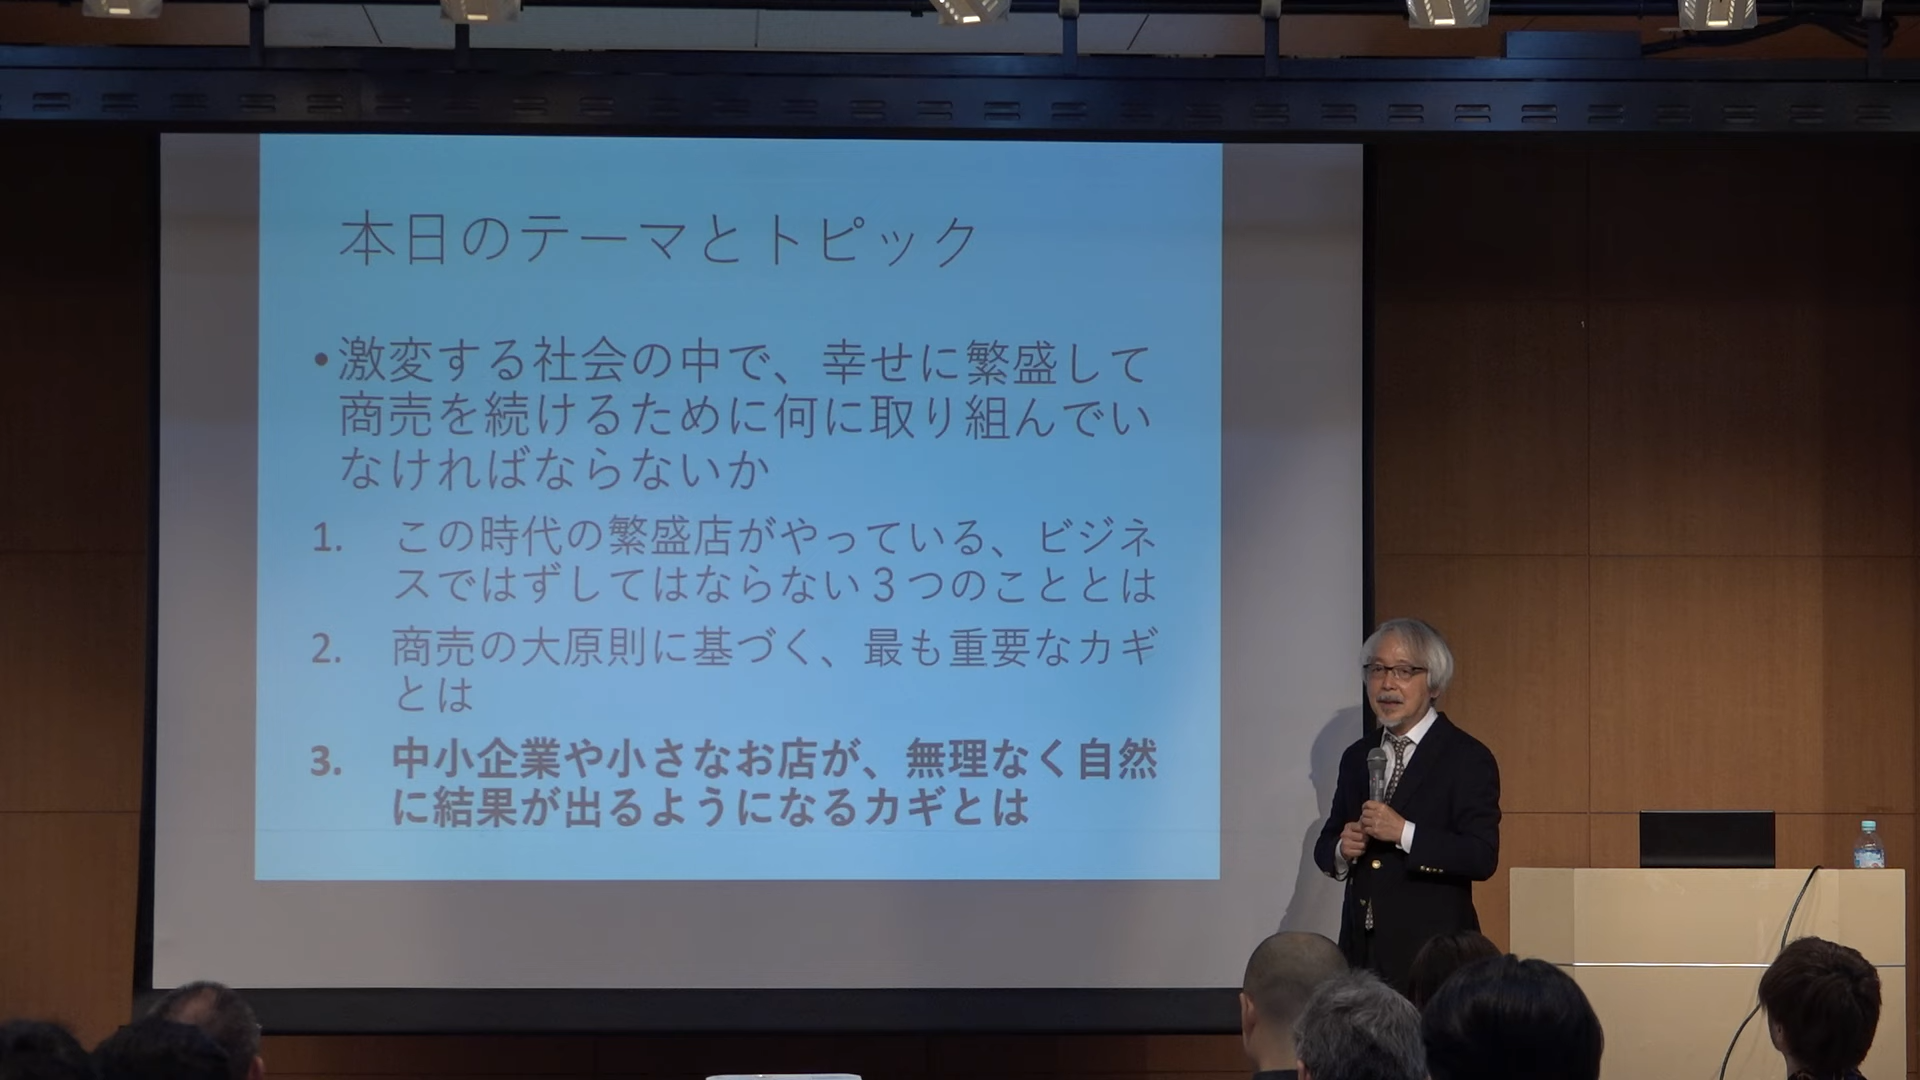 本日のテーマとトピック
•激変する社会の中で、幸せに繁盛して
商売を続けるために何に取り組んでい
なければならないか
1. この時代の繁盛店がやっている、ビジネ
スではずしてはならない３つのこととは
2. 商売の大原則に基づく、最も重要なカギ
とは
3. 中小企業や小さなお店が、無理なく自然
に結果が出るようになるカギとは